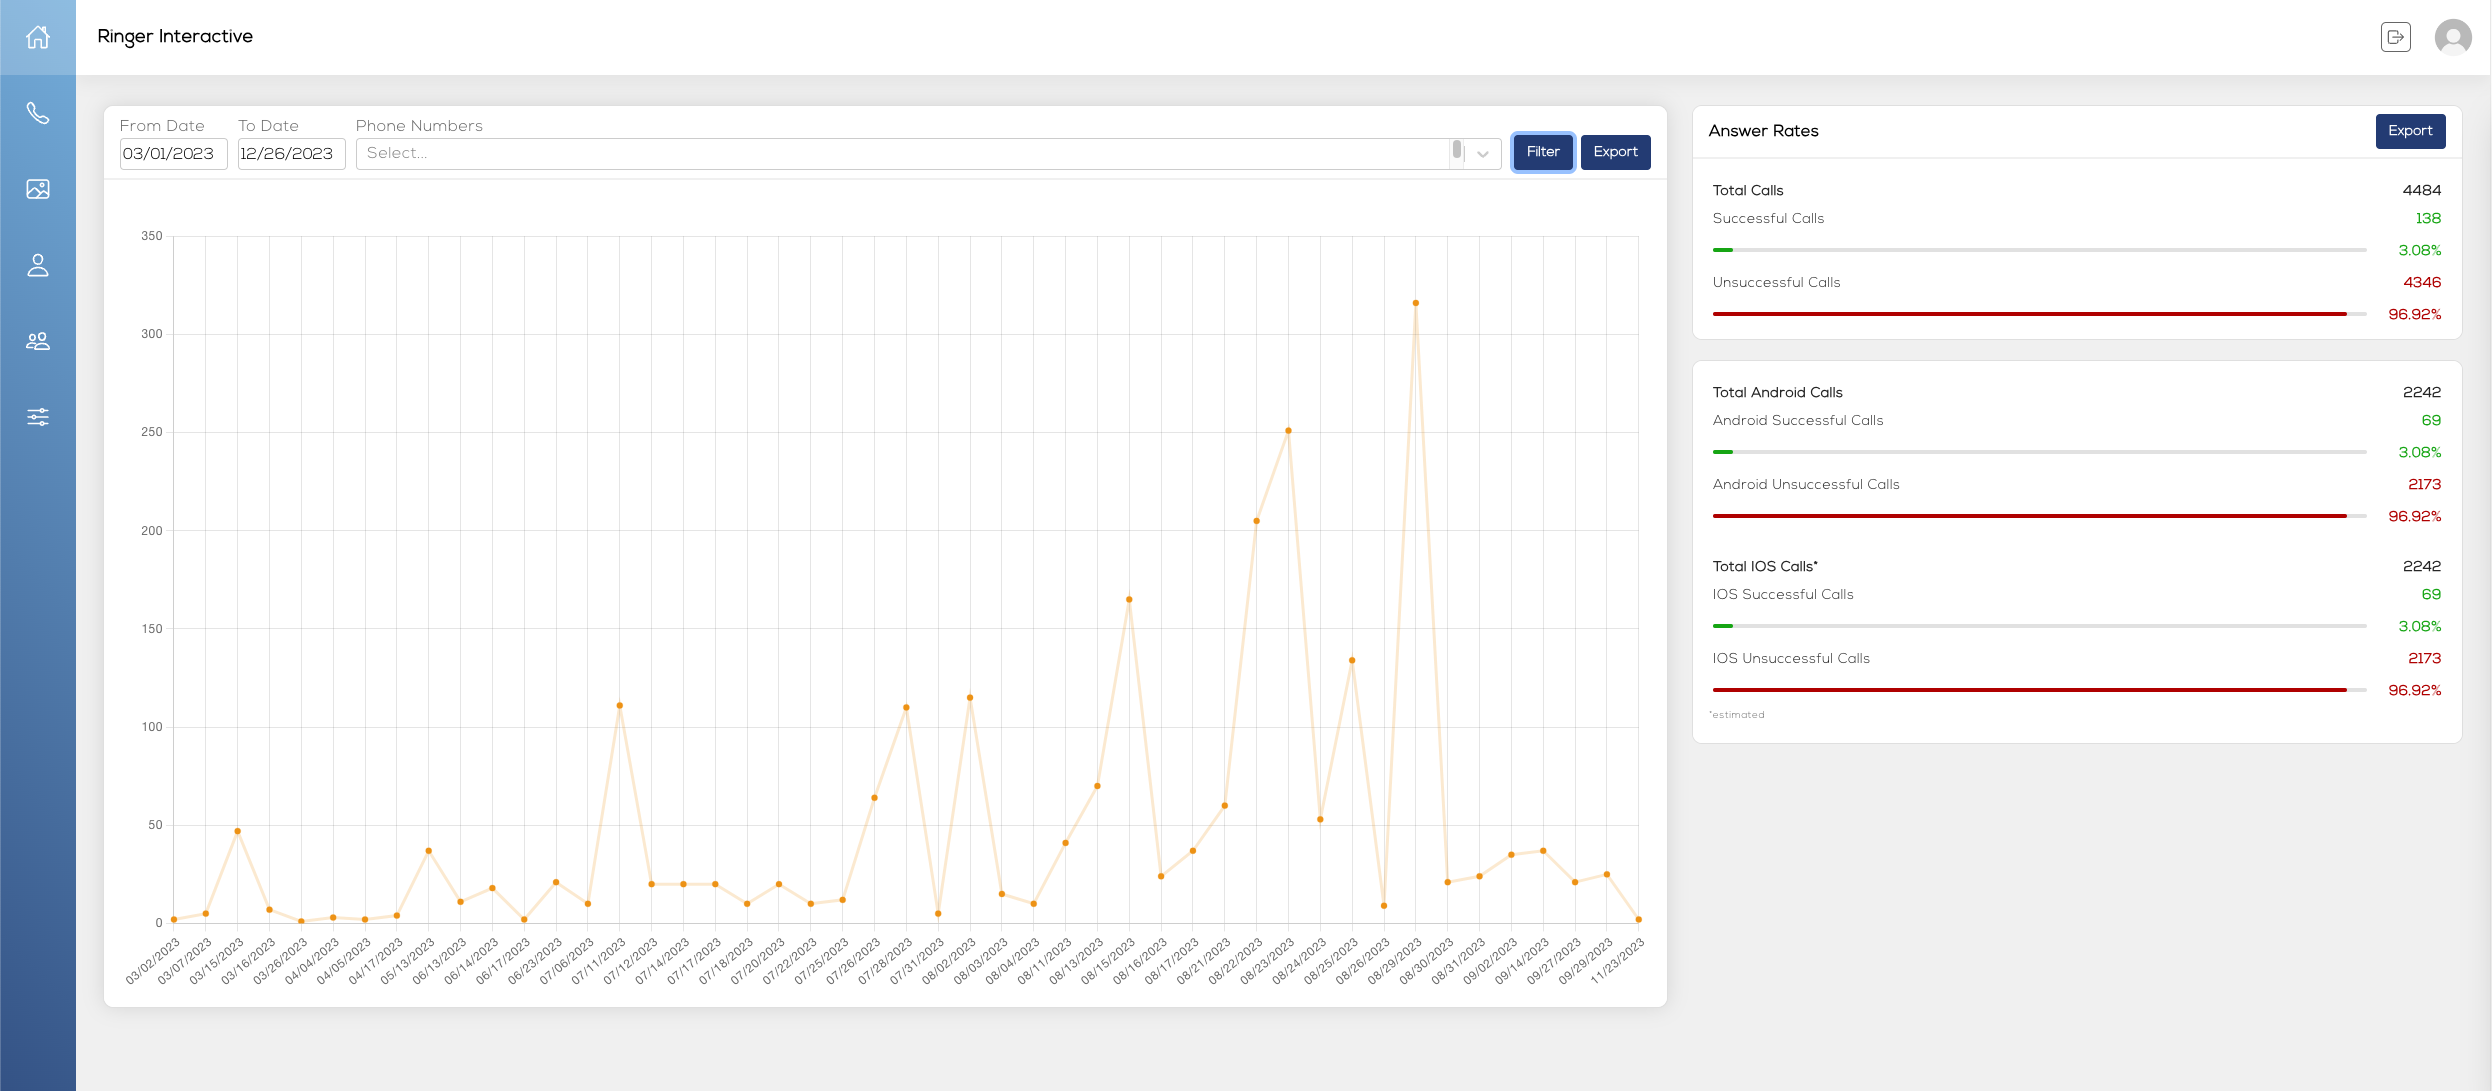 Ringer Interactive
From Date To Date Phone Numbers
03/01/2023 12/26/2023 Select... Filter Export
350
300
250
200
150
100
50
0
03/02/2023 03/07/2023 03/15/2023 03/16/2023 03/26/2023 04/04/2023 04/05/2023 04/17/2023 05/13/2023 06/13/2023 06/14/2023 06/17/2023 06/23/2023 07/06/2023 07/11/2023 07/12/2023 07/14/2023 07/17/2023 07/18/2023 07/20/2023 07/22/2023 07/25/2023 07/26/2023 07/28/2023 07/31/2023 08/02/2023 08/03/2023 08/04/2023 08/11/2023 08/13/2023 08/15/2023 08/16/2023 08/17/2023 08/21/2023 08/22/2023 08/23/2023 08/24/2023 08/25/2023 08/26/2023 08/29/2023 08/30/2023 08/31/2023 09/02/2023 09/14/2023 09/27/2023 09/29/2023 11/23/2023
Answer Rates Export
Total Calls 4484
Successful Calls 138
3.08%
Unsuccessful Calls 4346
96.92%
Total Android Calls 2242
Android Successful Calls 69
3.08%
Android Unsuccessful Calls 2173
96.92%
Total IOS Calls* 2242
IOS Successful Calls 69
3.08%
IOS Unsuccessful Calls 2173
96.92%
*estimated